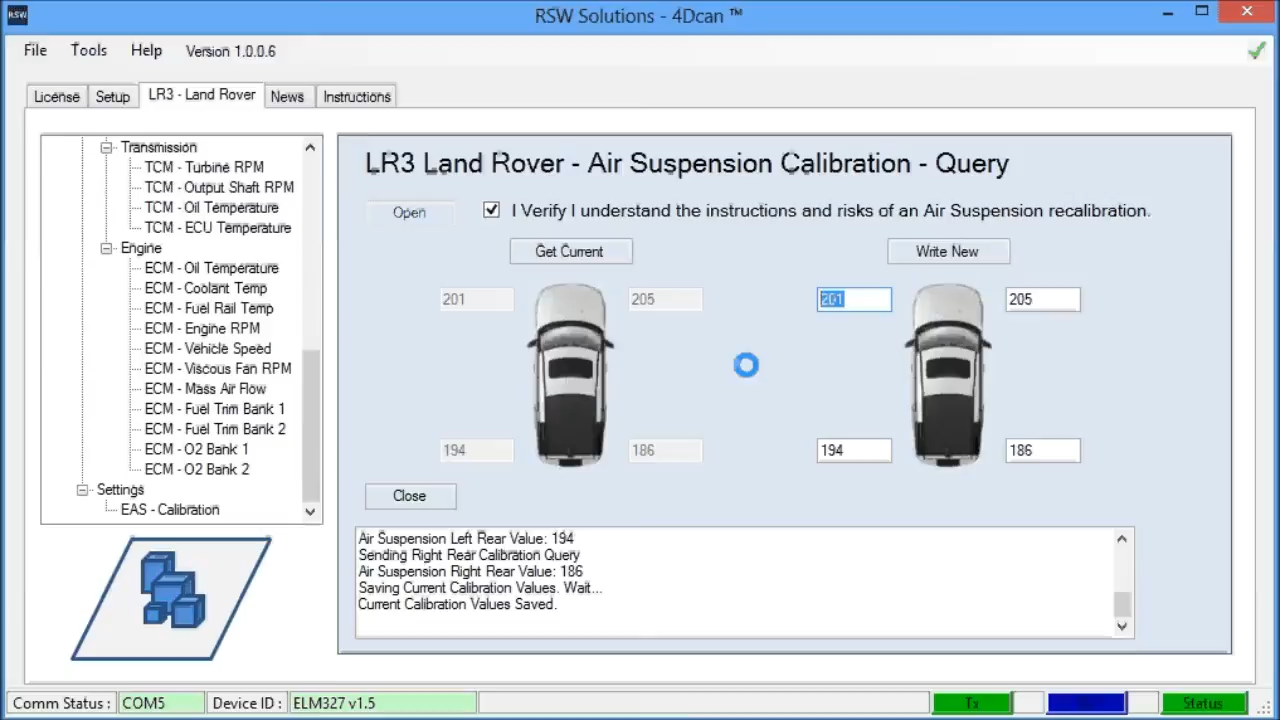 RSW
RSW Solutions - 4Dcan ™
File Tools Help Version 1.0.0.6
License Setup LR3 - Land Rover News Instructions
Transmission
TCM - Turbine RPM
TCM - Output Shaft RPM
TCM - Oil Temperature
TCM - ECU Temperature
Engine
ECM - Oil Temperature
ECM - Coolant Temp
ECM - Fuel Rail Temp
ECM - Engine RPM
ECM - Vehicle Speed
ECM - Viscous Fan RPM
ECM - Mass Air Flow
ECM - Fuel Trim Bank 1
ECM - Fuel Trim Bank 2
ECM - O2 Bank 1
ECM - O2 Bank 2
Settings
EAS - Calibration
LR3 Land Rover - Air Suspension Calibration - Query
Open I Verify I understand the instructions and risks of an Air Suspension recalibration.
Get Current Write New
201 205 201 205
194 186 194 186
Close
Air Suspension Left Rear Value: 194
Sending Right Rear Calibration Query
Air Suspension Right Rear Value: 186
Saving Current Calibration Values. Wait...
Current Calibration Values Saved.
Comm Status : COM5 Device ID : ELM327 v1.5 Tx Status